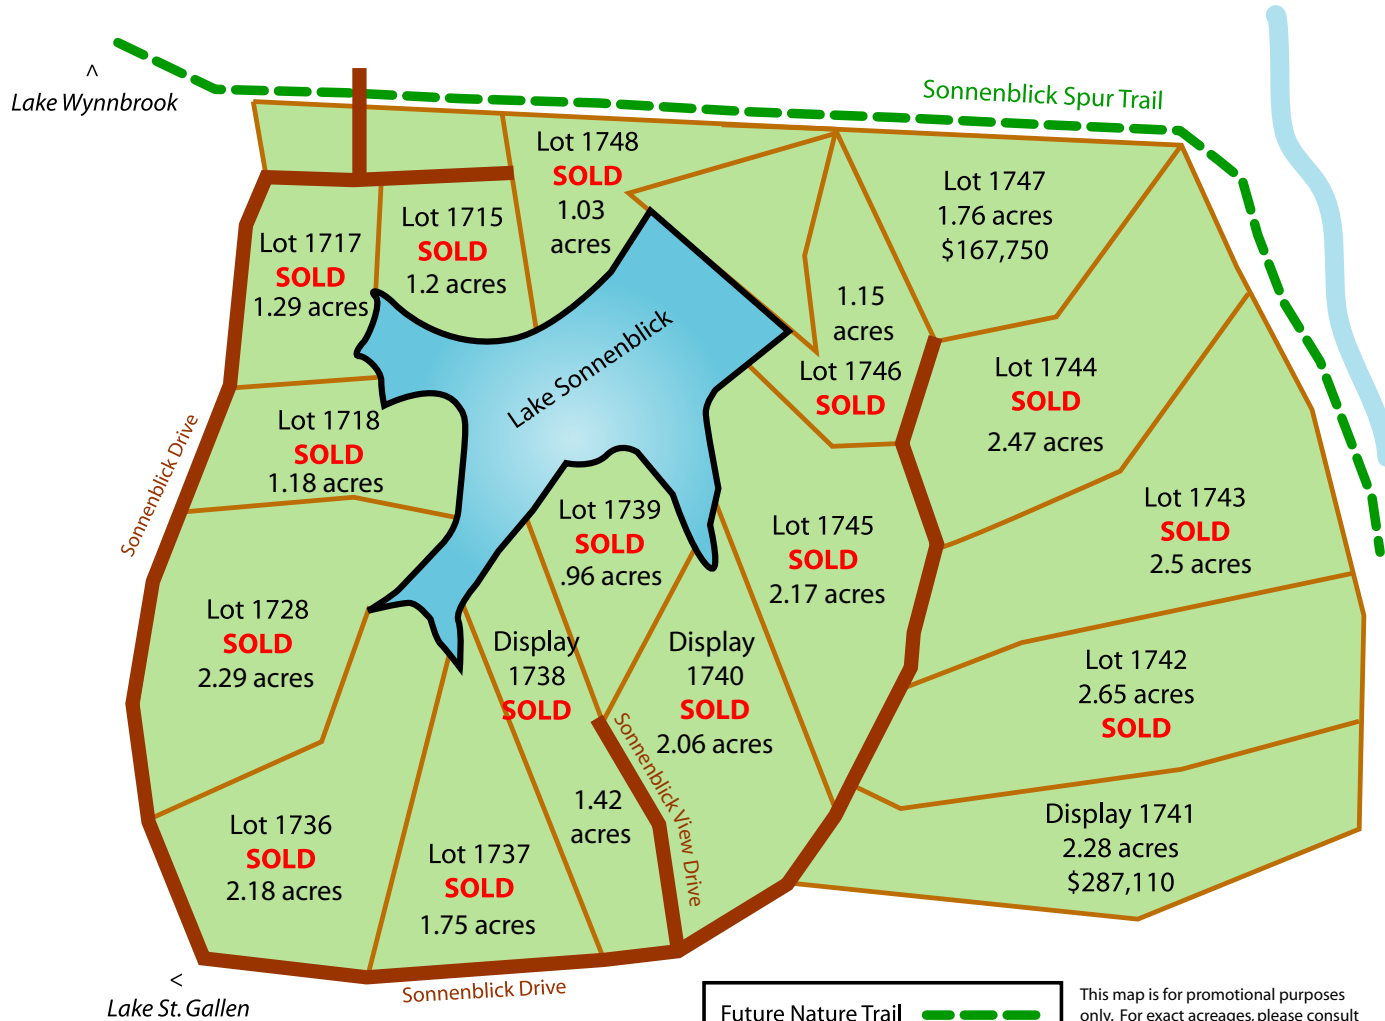 Lake Wynnbrook
Sonnenblick Spur Trail
Lot 1748
SOLD
1.03
acres
Lot 1747
1.76 acres
$167,750
Lot 1717
SOLD
1.29 acres
Lot 1715
SOLD
1.2 acres
1.15
acres
Lot 1746
SOLD
Lake Sonnenblick
Lot 1744
SOLD
2.47 acres
Sonnenblick Drive
Lot 1718
SOLD
1.18 acres
Lot 1743
SOLD
2.5 acres
Lot 1739
SOLD
.96 acres
Lot 1745
SOLD
2.17 acres
Lot 1728
SOLD
2.29 acres
Display
1738
SOLD
1.42
acres
Display
1740
SOLD
2.06 acres
Lot 1742
2.65 acres
SOLD
Sonnenblick View Drive
Display 1741
2.28 acres
$287,110
Lot 1736
SOLD
2.18 acres
Lot 1737
SOLD
1.75 acres
Lake St. Gallen
Sonnenblick Drive
Future Nature Trail
This map is for promotional purposes
only. For exact acreages, please consult